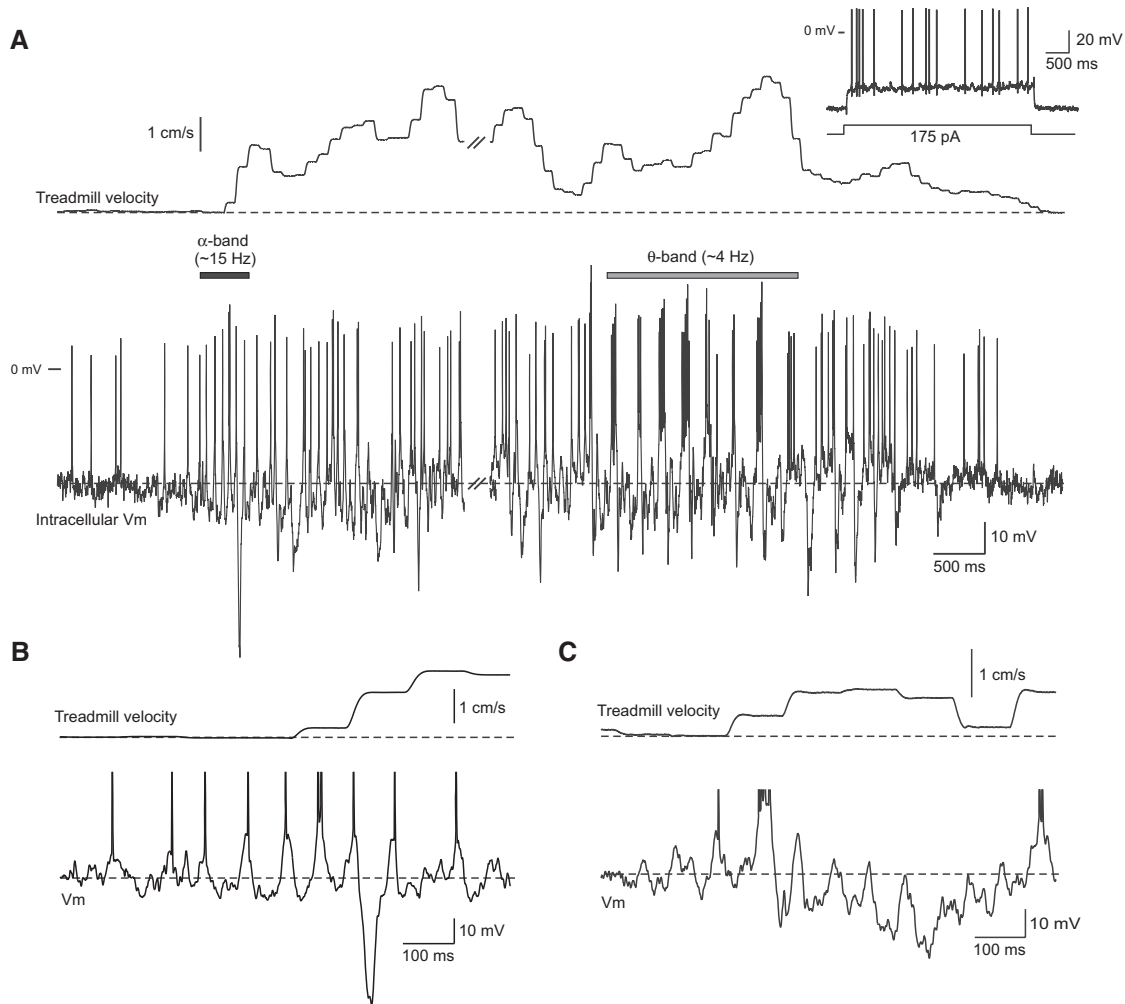 A
0 mV
20 mV
500 ms
175 pA
1 cm/s
Treadmill velocity
α-band
(~15 Hz)
θ-band (~4 Hz)
0 mV
Intracellular Vm
10 mV
500 ms
B
Treadmill velocity
1 cm/s
Vm
10 mV
100 ms
C
1 cm/s
Treadmill velocity
Vm
10 mV
100 ms